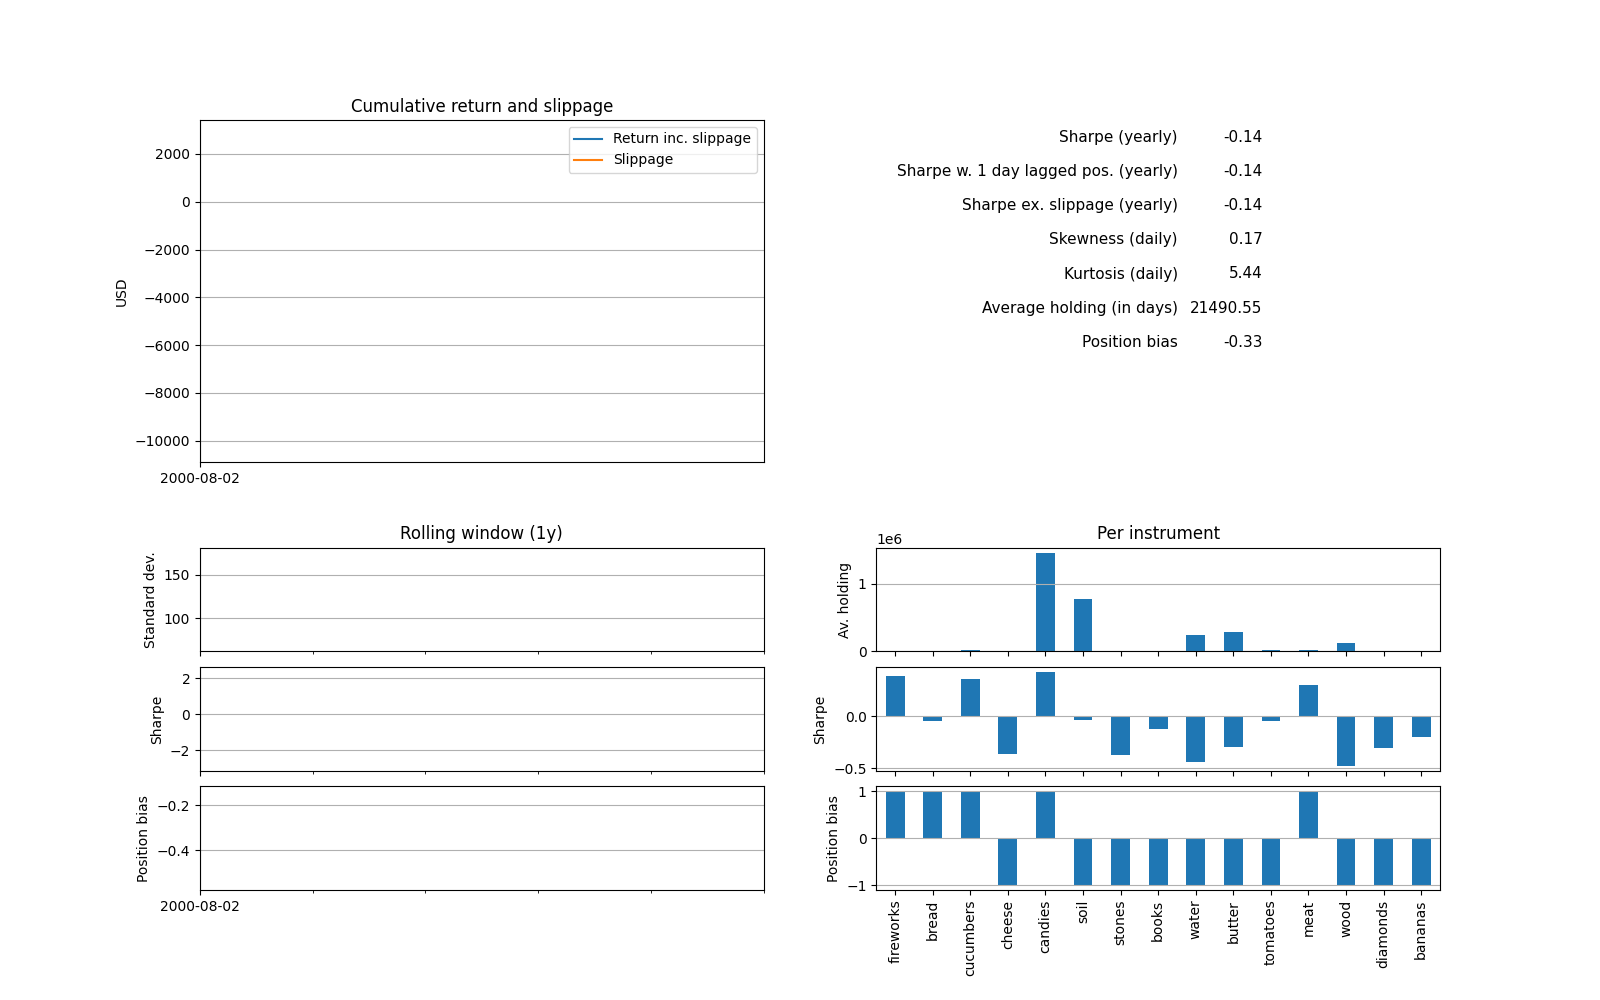 Cumulative return and slippage
Return inc. slippage
Slippage
2000
0
−2000
−4000
−6000
−8000
−10000
USD
2000-08-02
Sharpe (yearly) -0.14
Sharpe w. 1 day lagged pos. (yearly) -0.14
Sharpe ex. slippage (yearly) -0.14
Skewness (daily) 0.17
Kurtosis (daily) 5.44
Average holding (in days) 21490.55
Position bias -0.33
Rolling window (1y)
Standard dev.
150
100
Sharpe
2
0
−2
Position bias
−0.2
−0.4
2000-08-02
Per instrument
1e6
Av. holding
1
0
Sharpe
0.0
−0.5
Position bias
1
0
−1
fireworks
bread
cucumbers
cheese
candies
soil
stones
books
water
butter
tomatoes
meat
wood
diamonds
bananas